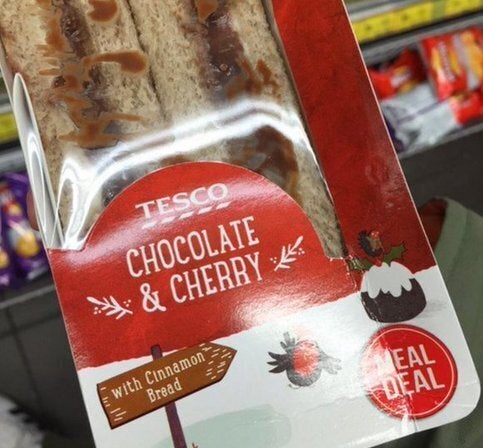 TESCO
CHOCOLATE
& CHERRY
with Cinnamon
Bread
MEAL
DEAL